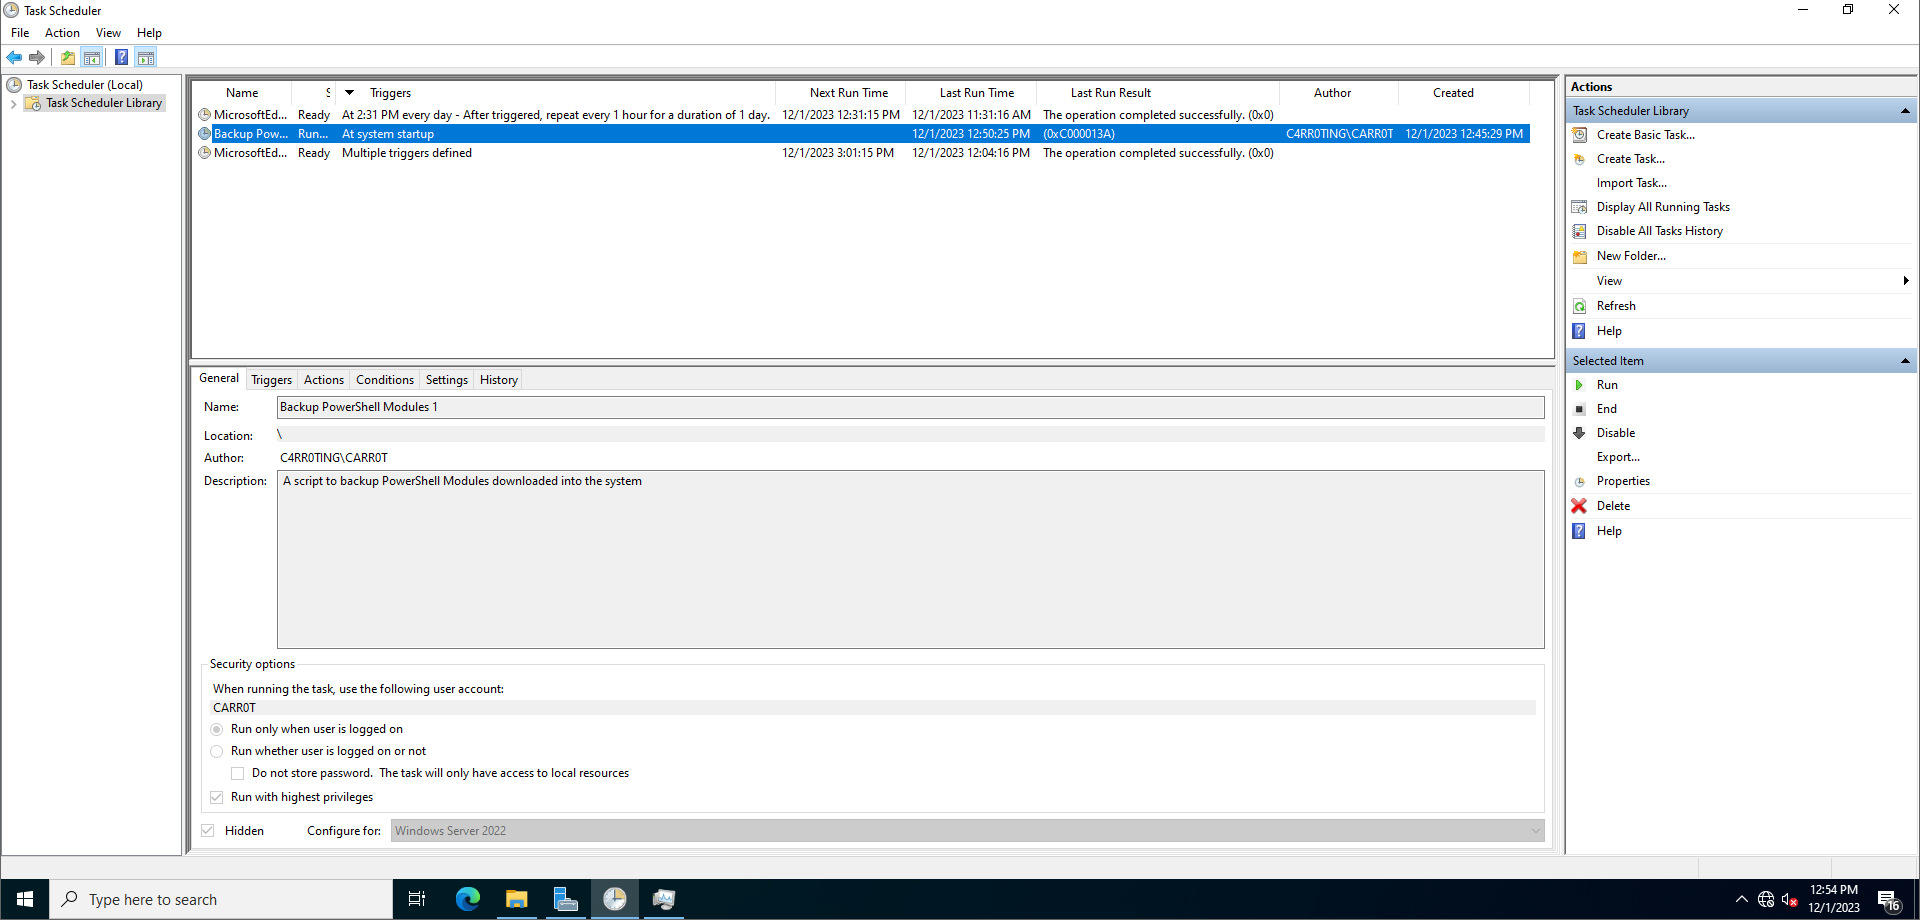 Task Scheduler
File Action View Help
Task Scheduler (Local)
Task Scheduler Library
Name S Triggers Next Run Time Last Run Time Last Run Result Author Created
MicrosoftEd... Ready At 2:31 PM every day - After triggered, repeat every 1 hour for a duration of 1 day. 12/1/2023 12:31:15 PM 12/1/2023 11:31:16 AM The operation completed successfully. (0x0)
Backup Pow... Run... At system startup 12/1/2023 12:50:25 PM (0xC000013A) C4RR0TING\CARR0T 12/1/2023 12:45:29 PM
MicrosoftEd... Ready Multiple triggers defined 12/1/2023 3:01:15 PM 12/1/2023 12:04:16 PM The operation completed successfully. (0x0)
General Triggers Actions Conditions Settings History
Name: Backup PowerShell Modules 1
Location: \
Author: C4RR0TING\CARR0T
Description: A script to backup PowerShell Modules downloaded into the system
Security options
When running the task, use the following user account:
CARR0T
Run only when user is logged on
Run whether user is logged on or not
Do not store password. The task will only have access to local resources
Run with highest privileges
Hidden Configure for: Windows Server 2022
Actions
Task Scheduler Library
Create Basic Task...
Create Task...
Import Task...
Display All Running Tasks
Disable All Tasks History
New Folder...
View
Refresh
Help
Selected Item
Run
End
Disable
Export...
Properties
Delete
Help
Type here to search
12:54 PM
12/1/2023
16